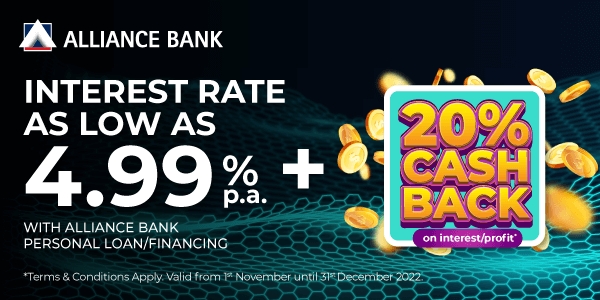 ALLIANCE BANK
INTEREST RATE
AS LOW AS
4.99 % p.a. +
WITH ALLIANCE BANK
PERSONAL LOAN/FINANCING
20%
CASH
BACK
on interest/profit*
*Terms & Conditions Apply. Valid from 1st November until 31st December 2022.